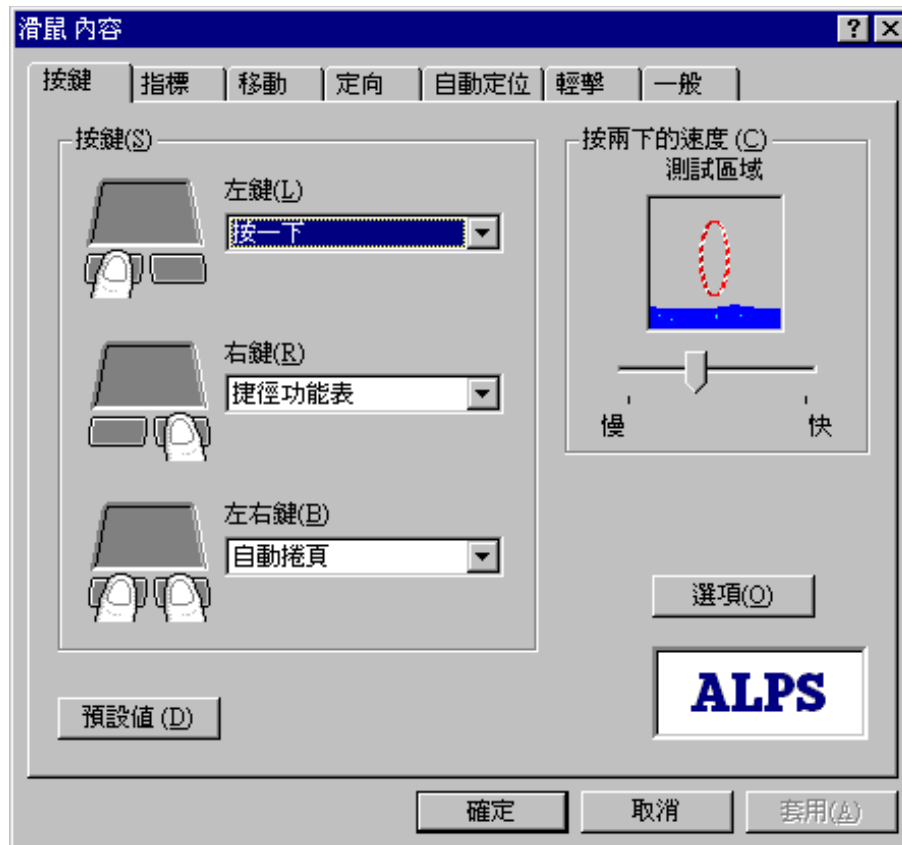 滑鼠 內容
按鍵 指標 移動 定向 自動定位 輕擊 一般
按鍵(S)
左鍵(L)
按一下
右鍵(R)
捷徑功能表
左右鍵(B)
自動捲頁
預設值 (D)
按兩下的速度 (C)
測試區域
慢 快
選項(O)
ALPS
確定 取消 套用(A)